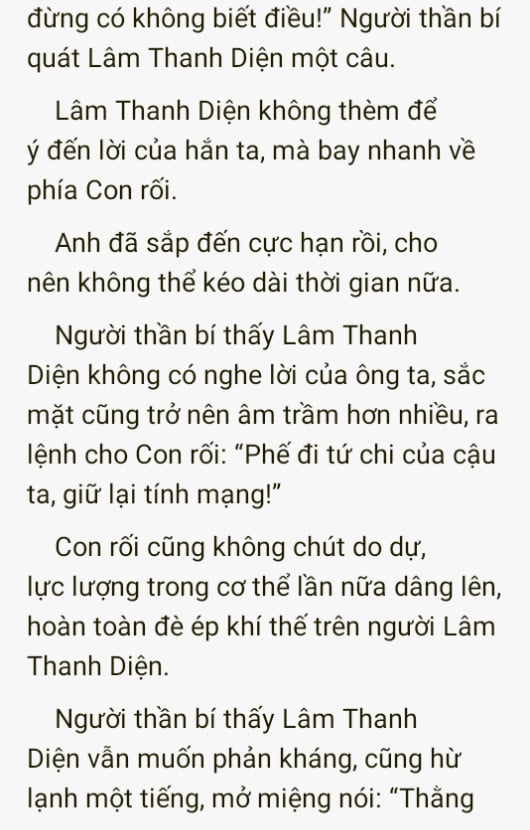 đừng có không biết điều!” Người thần bí
quát Lâm Thanh Diện một câu.
Lâm Thanh Diện không thèm để
ý đến lời của hắn ta, mà bay nhanh về
phía Con rối.
Anh đã sắp đến cực hạn rồi, cho
nên không thể kéo dài thời gian nữa.
Người thần bí thấy Lâm Thanh
Diện không có nghe lời của ông ta, sắc
mặt cũng trở nên âm trầm hơn nhiều, ra
lệnh cho Con rối: “Phế đi tứ chi của cậu
ta, giữ lại tính mạng!”
Con rối cũng không chút do dự,
lực lượng trong cơ thể lần nữa dâng lên,
hoàn toàn đè ép khí thế trên người Lâm
Thanh Diện.
Người thần bí thấy Lâm Thanh
Diện vẫn muốn phản kháng, cũng hừ
lạnh một tiếng, mở miệng nói: “Thằng